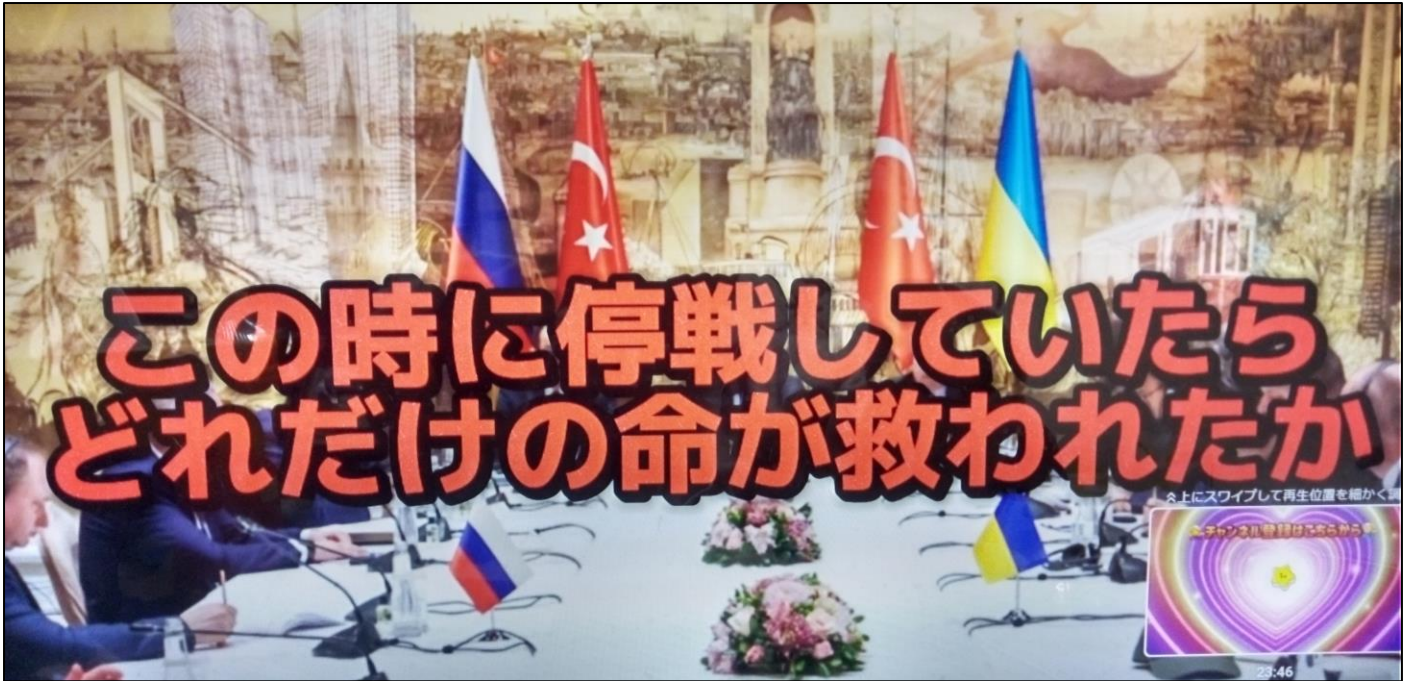 この時に停戦していたら
どれだけの命が救われたか
上にスワイプして再生位置を細かく調
チャンネル登録はこちらから
23:46